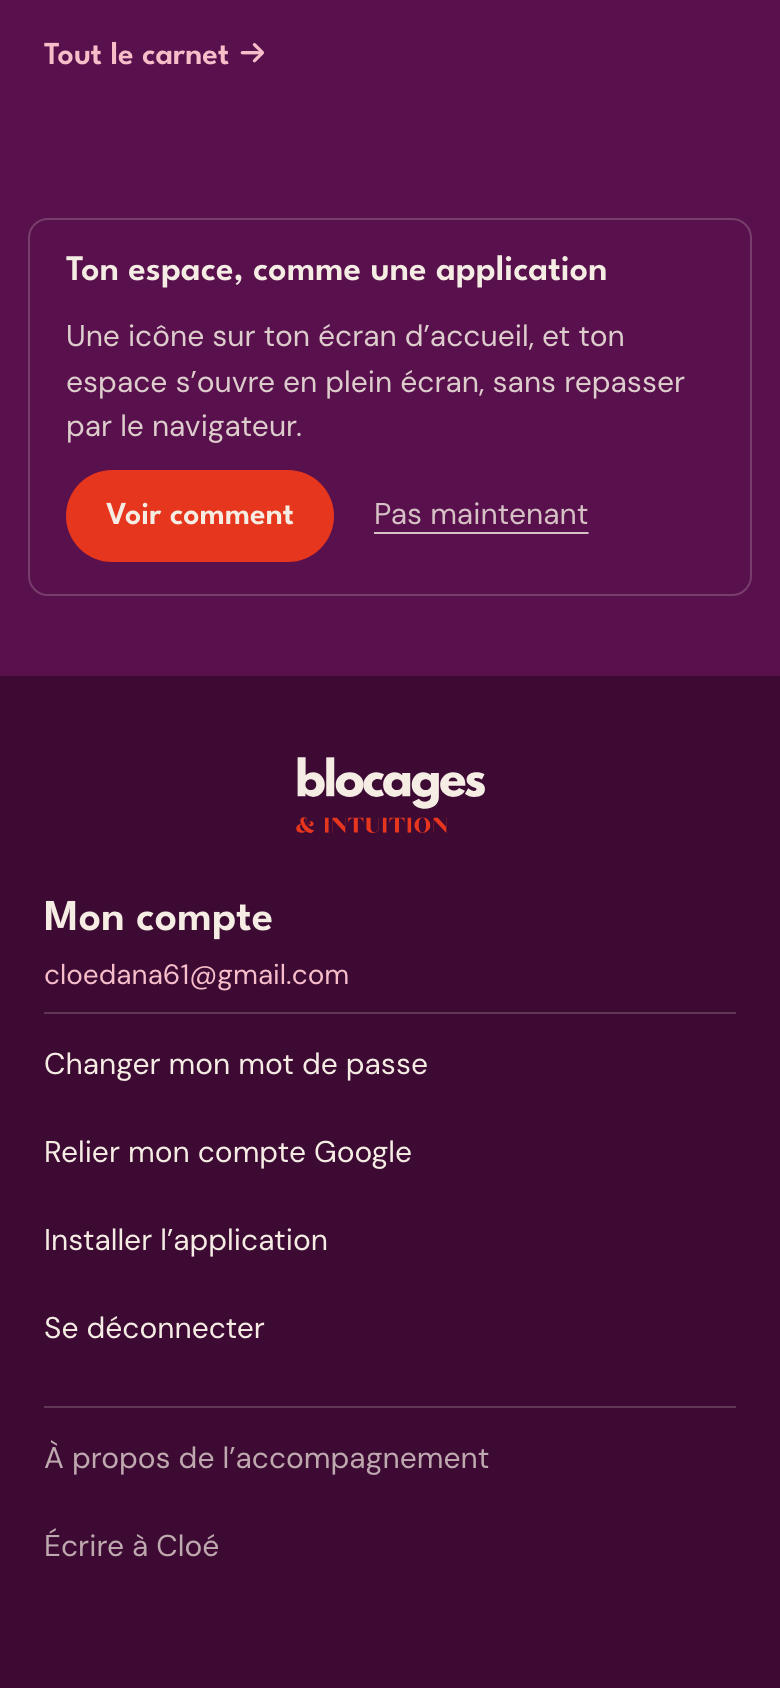 Tout le carnet →
Ton espace, comme une application
Une icône sur ton écran d’accueil, et ton
espace s’ouvre en plein écran, sans repasser
par le navigateur.
Voir comment
Pas maintenant
blocages
& INTUITION
Mon compte
cloedana61@gmail.com
Changer mon mot de passe
Relier mon compte Google
Installer l’application
Se déconnecter
À propos de l’accompagnement
Écrire à Cloé